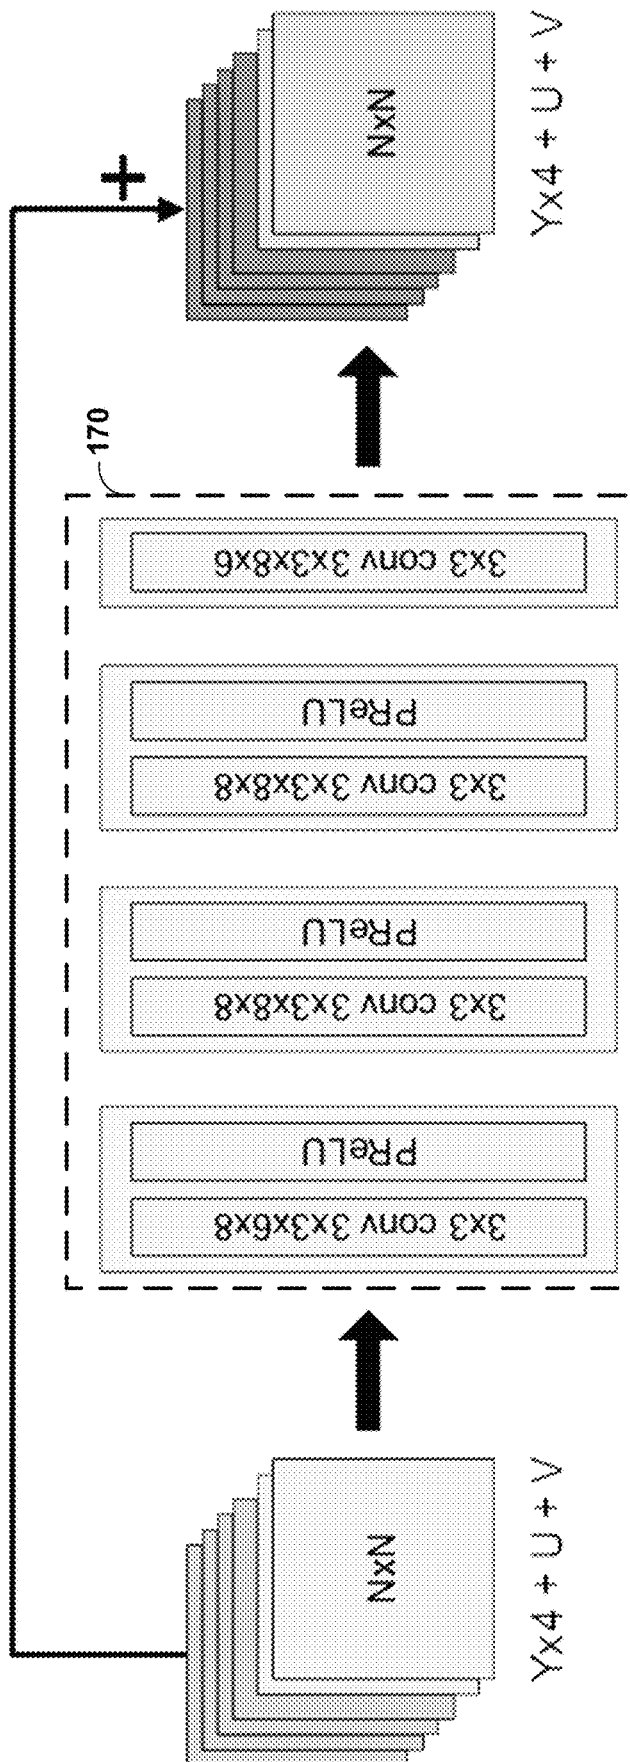 NxN
Yx4 + U + V
3x3 conv 3x3x6x8
PReLU
3x3 conv 3x3x8x8
PReLU
3x3 conv 3x3x8x8
PReLU
3x3 conv 3x3x8x6
170
+
NxN
Yx4 + U + V